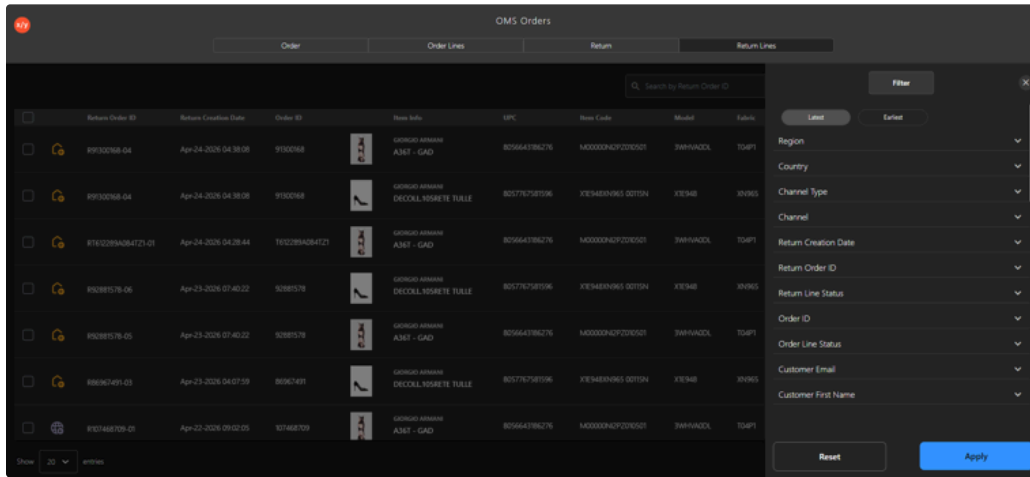 x/y
OMS Orders
Order Order Lines Return Return Lines
Search by Return Order ID
Filter
Latest Earliest
Region
Country
Channel Type
Channel
Return Creation Date
Return Order ID
Return Line Status
Order ID
Order Line Status
Customer Email
Customer First Name
Reset Apply
Return Order ID Return Creation Date Order ID Item Info UPC Item Code Model Fabric
R91300168-04 Apr-24-2026 04:38:08 91300168 GIORGIO ARMANI 8056643186276 3WHVA0DL T04P1
A36T - GAD
R91300168-04 Apr-24-2026 04:38:08 91300168 GIORGIO ARMANI 8057767581596 X1E948XN965 00115N X1E948 XN965
DECOLL.105RETE TULLE
RT612289A084TZ1-01 Apr-24-2026 04:28:44 T612289A084TZ1 GIORGIO ARMANI 8056643186276 3WHVA0DL T04P1
A36T - GAD
R92881578-06 Apr-23-2026 07:40:22 92881578 GIORGIO ARMANI 8057767581596 X1E948XN965 00115N X1E948 XN965
DECOLL.105RETE TULLE
R92881578-05 Apr-23-2026 07:40:22 92881578 GIORGIO ARMANI 8056643186276 3WHVA0DL T04P1
A36T - GAD
R86967491-03 Apr-23-2026 04:07:59 86967491 GIORGIO ARMANI 8057767581596 X1E948XN965 00115N X1E948 XN965
DECOLL.105RETE TULLE
R107468709-01 Apr-22-2026 09:02:05 107468709 GIORGIO ARMANI 8056643186276 3WHVA0DL T04P1
A36T - GAD
Show 20 entries